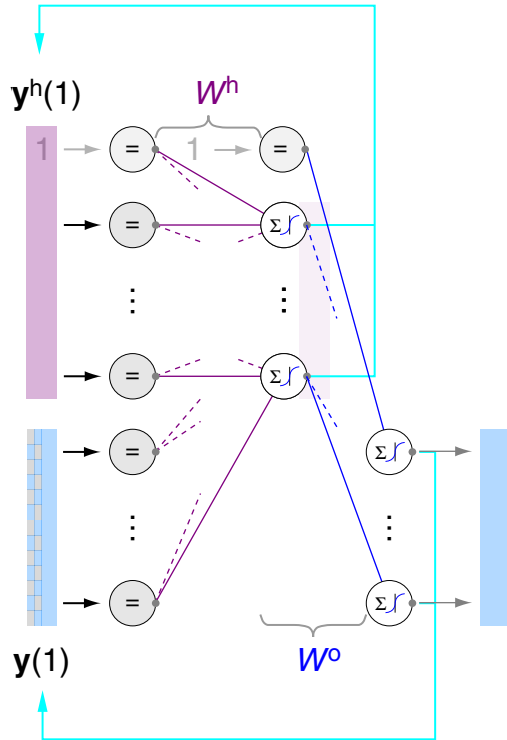 yʰ(1)
Wʰ
1 = 1 =
= Σ
⋮ ⋮
= Σ
= Σ
⋮ ⋮
= Σ
y(1)
Wᵒ